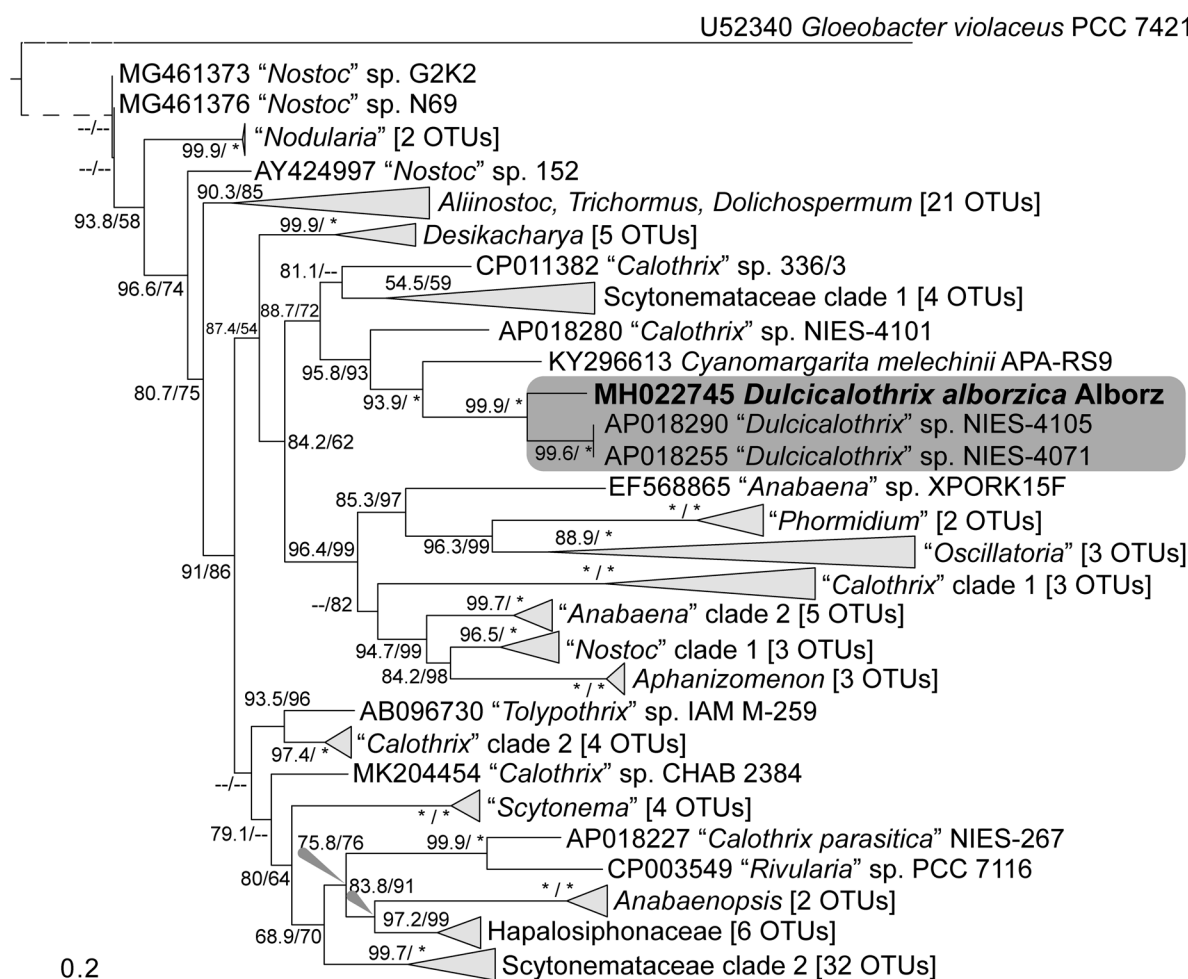 U52340 Gloeobacter violaceus PCC 7421
MG461373 “Nostoc” sp. G2K2
MG461376 “Nostoc” sp. N69
--/--
“Nodularia” [2 OTUs]
99.9/ *
--/--
AY424997 “Nostoc” sp. 152
90.3/85
Aliinostoc, Trichormus, Dolichospermum [21 OTUs]
93.8/58
99.9/ *
Desikacharya [5 OTUs]
CP011382 “Calothrix” sp. 336/3
81.1/--
54.5/59
96.6/74
Scytonemataceae clade 1 [4 OTUs]
88.7/72
87.4/54
AP018280 “Calothrix” sp. NIES-4101
KY296613 Cyanomargarita melechinii APA-RS9
95.8/93
80.7/75
MH022745 Dulcicalothrix alborzica Alborz
93.9/ *
99.9/ *
AP018290 “Dulcicalothrix” sp. NIES-4105
84.2/62
99.6/ *
AP018255 “Dulcicalothrix” sp. NIES-4071
EF568865 “Anabaena” sp. XPORK15F
85.3/97
* / *
“Phormidium” [2 OTUs]
88.9/ *
96.3/99
96.4/99
“Oscillatoria” [3 OTUs]
91/86
* / *
“Calothrix” clade 1 [3 OTUs]
--/82
99.7/ *
“Anabaena” clade 2 [5 OTUs]
96.5/ *
94.7/99
“Nostoc” clade 1 [3 OTUs]
84.2/98
Aphanizomenon [3 OTUs]
* / *
93.5/96
AB096730 “Tolypothrix” sp. IAM M-259
“Calothrix” clade 2 [4 OTUs]
97.4/ *
MK204454 “Calothrix” sp. CHAB 2384
--/--
“Scytonema” [4 OTUs]
* / *
79.1/--
75.8/76
99.9/ *
AP018227 “Calothrix parasitica” NIES-267
CP003549 “Rivularia” sp. PCC 7116
80/64
83.8/91
* / *
Anabaenopsis [2 OTUs]
97.2/99
Hapalosiphonaceae [6 OTUs]
68.9/70
99.7/ *
Scytonemataceae clade 2 [32 OTUs]
0.2